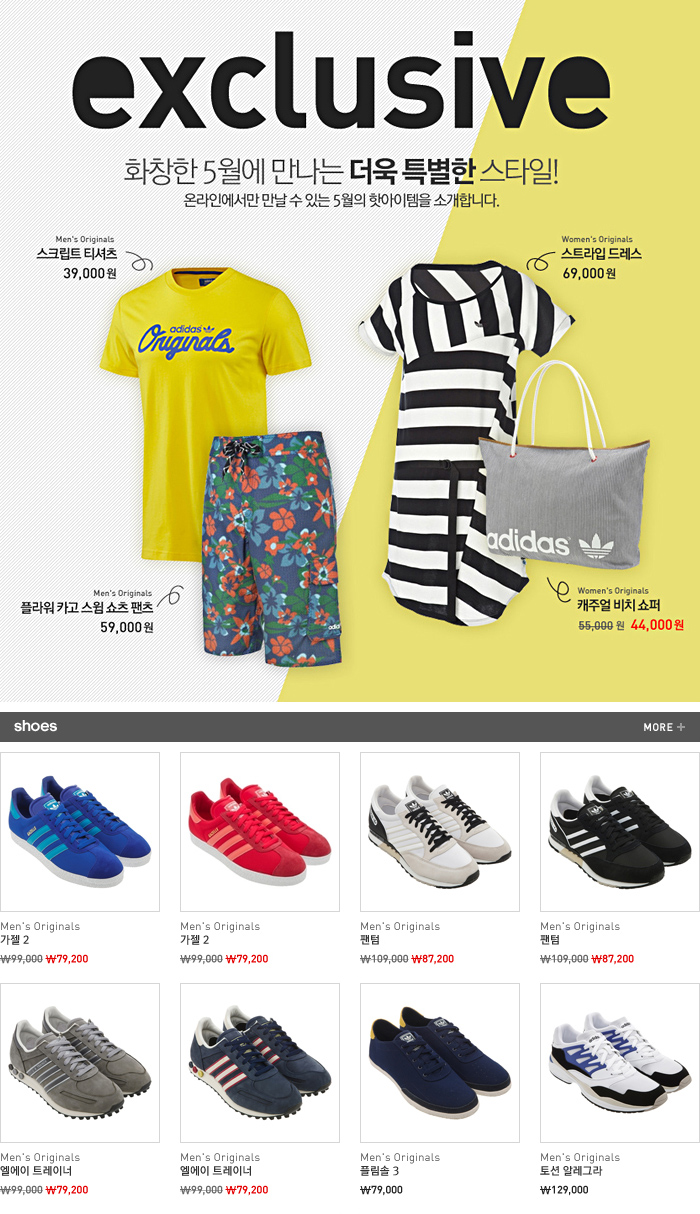 exclusive
화창한 5월에 만나는 더욱 특별한 스타일!
온라인에서만 만날 수 있는 5월의 핫아이템을 소개합니다.
Men's Originals
스크립트 티셔츠
39,000원
Women's Originals
스트라입 드레스
69,000원
adidas
Originals
adidas
Men's Originals
플라워 카고 스윔 쇼츠 팬츠
59,000원
adidas
Women's Originals
캐주얼 비치 쇼퍼
55,000 원 44,000원
shoes
MORE +
Men's Originals
가젤 2
₩99,000 ₩79,200
Men's Originals
가젤 2
₩99,000 ₩79,200
Men's Originals
팬텀
₩109,000 ₩87,200
Men's Originals
팬텀
₩109,000 ₩87,200
Men's Originals
엘에이 트레이너
₩99,000 ₩79,200
Men's Originals
엘에이 트레이너
₩99,000 ₩79,200
Men's Originals
플림솔 3
₩79,000
Men's Originals
토션 알레그라
₩129,000